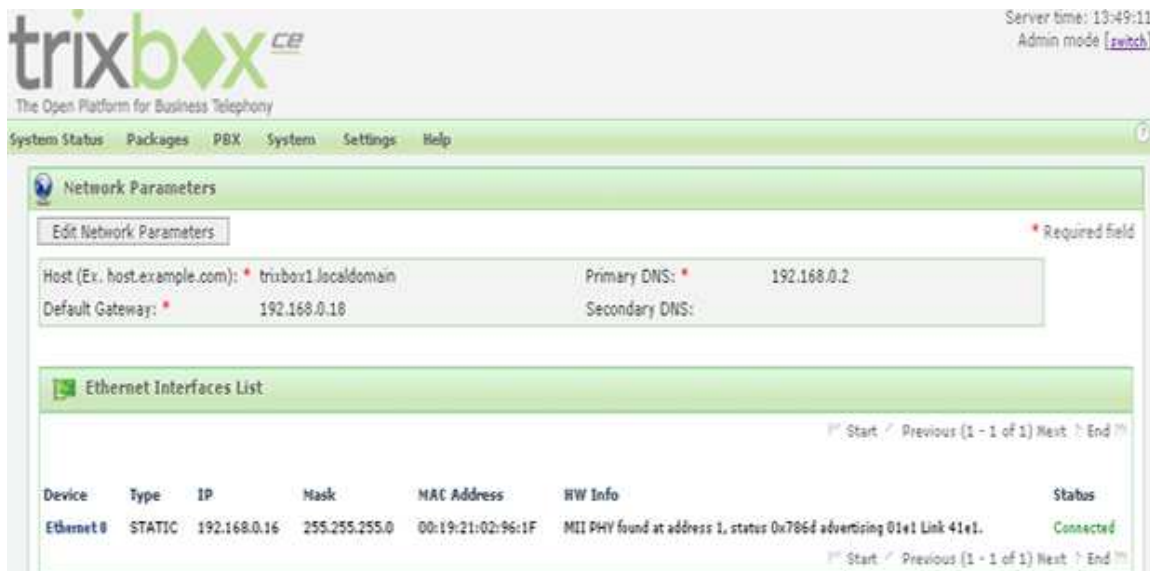 Server time: 13:49:11
Admin mode [switch]
trixbox ce
The Open Platform for Business Telephony
System Status Packages PBX System Settings Help
Network Parameters
Edit Network Parameters
* Required field
Host (Ex. host.example.com): * trixbox1.localdomain Primary DNS: * 192.168.0.2
Default Gateway: * 192.168.0.18 Secondary DNS:
Ethernet Interfaces List
Start Previous (1 - 1 of 1) Next End
Device Type IP Mask MAC Address HW Info Status
Ethernet 0 STATIC 192.168.0.16 255.255.255.0 00:19:21:02:96:1F MII PHY found at address 1, status 0x786d advertising 01e1 Link 41e1. Connected
Start Previous (1 - 1 of 1) Next End